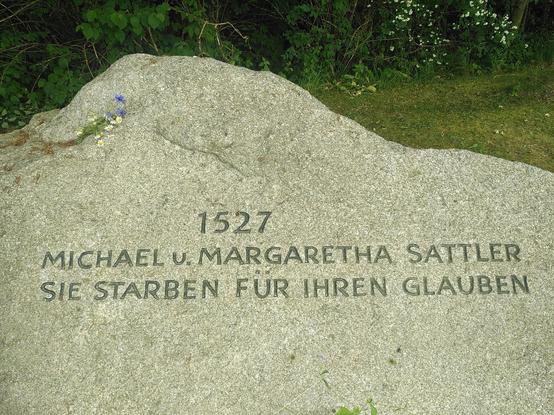 1527
MICHAEL u. MARGARETHA SATTLER
SIE STARBEN FÜR IHREN GLAUBEN